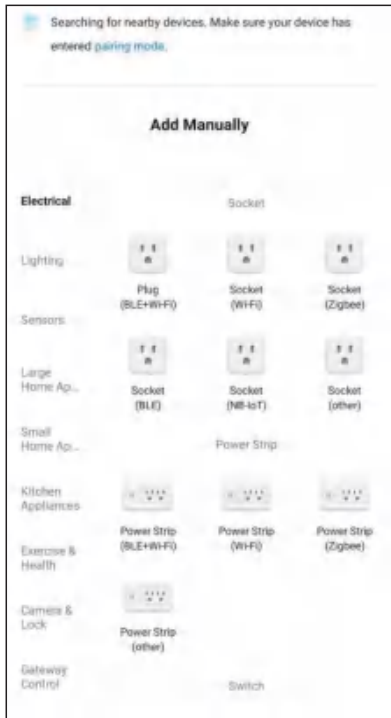 Searching for nearby devices. Make sure your device has
entered pairing mode.
Add Manually
Electrical
Lighting
Sensors
Large
Home Ap...
Small
Home Ap...
Kitchen
Appliances
Exercise &
Health
Camera &
Lock
Gateway
Control
Socket
Plug
(BLE+Wi-Fi)
Socket
(Wi-Fi)
Socket
(Zigbee)
Socket
(BLE)
Socket
(NB-IoT)
Socket
(other)
Power Strip
Power Strip
(BLE+Wi-Fi)
Power Strip
(Wi-Fi)
Power Strip
(Zigbee)
Power Strip
(other)
Switch